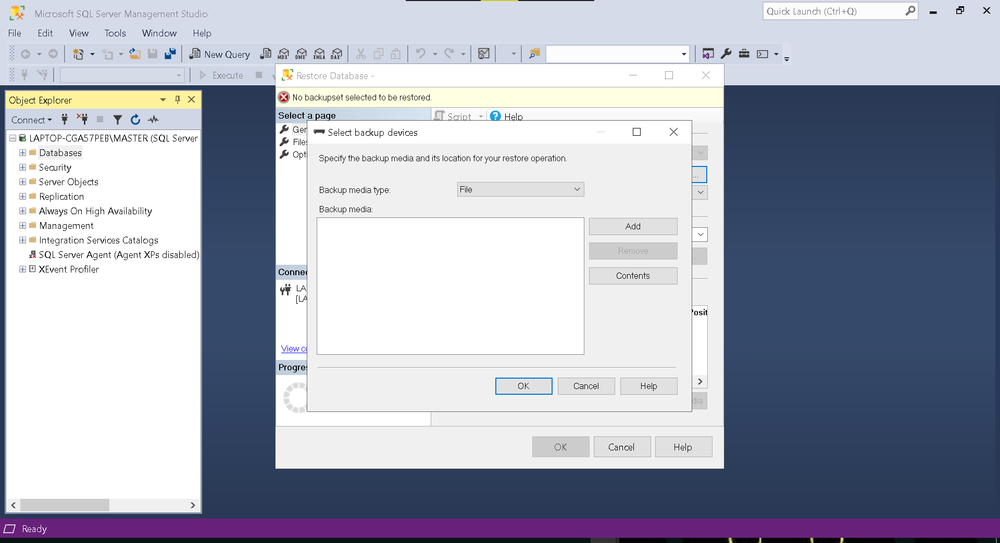 Microsoft SQL Server Management Studio
Quick Launch (Ctrl+Q)
File Edit View Tools Window Help
New Query MDX DMX XMLA DAX
Execute
Restore Database -
No backupset selected to be restored.
Object Explorer
Connect
LAPTOP-CGA57PEB\MASTER (SQL Server
Databases
Security
Server Objects
Replication
Always On High Availability
Management
Integration Services Catalogs
SQL Server Agent (Agent XPs disabled)
XEvent Profiler
Select a page
Script Help
Ger
Files
Opti
Select backup devices
Specify the backup media and its location for your restore operation.
Backup media type: File
Backup media:
Add
Remove
Contents
...
Connec
LA
[LA
Posit
View co
Progres
OK Cancel Help
dia
OK Cancel Help
Ready